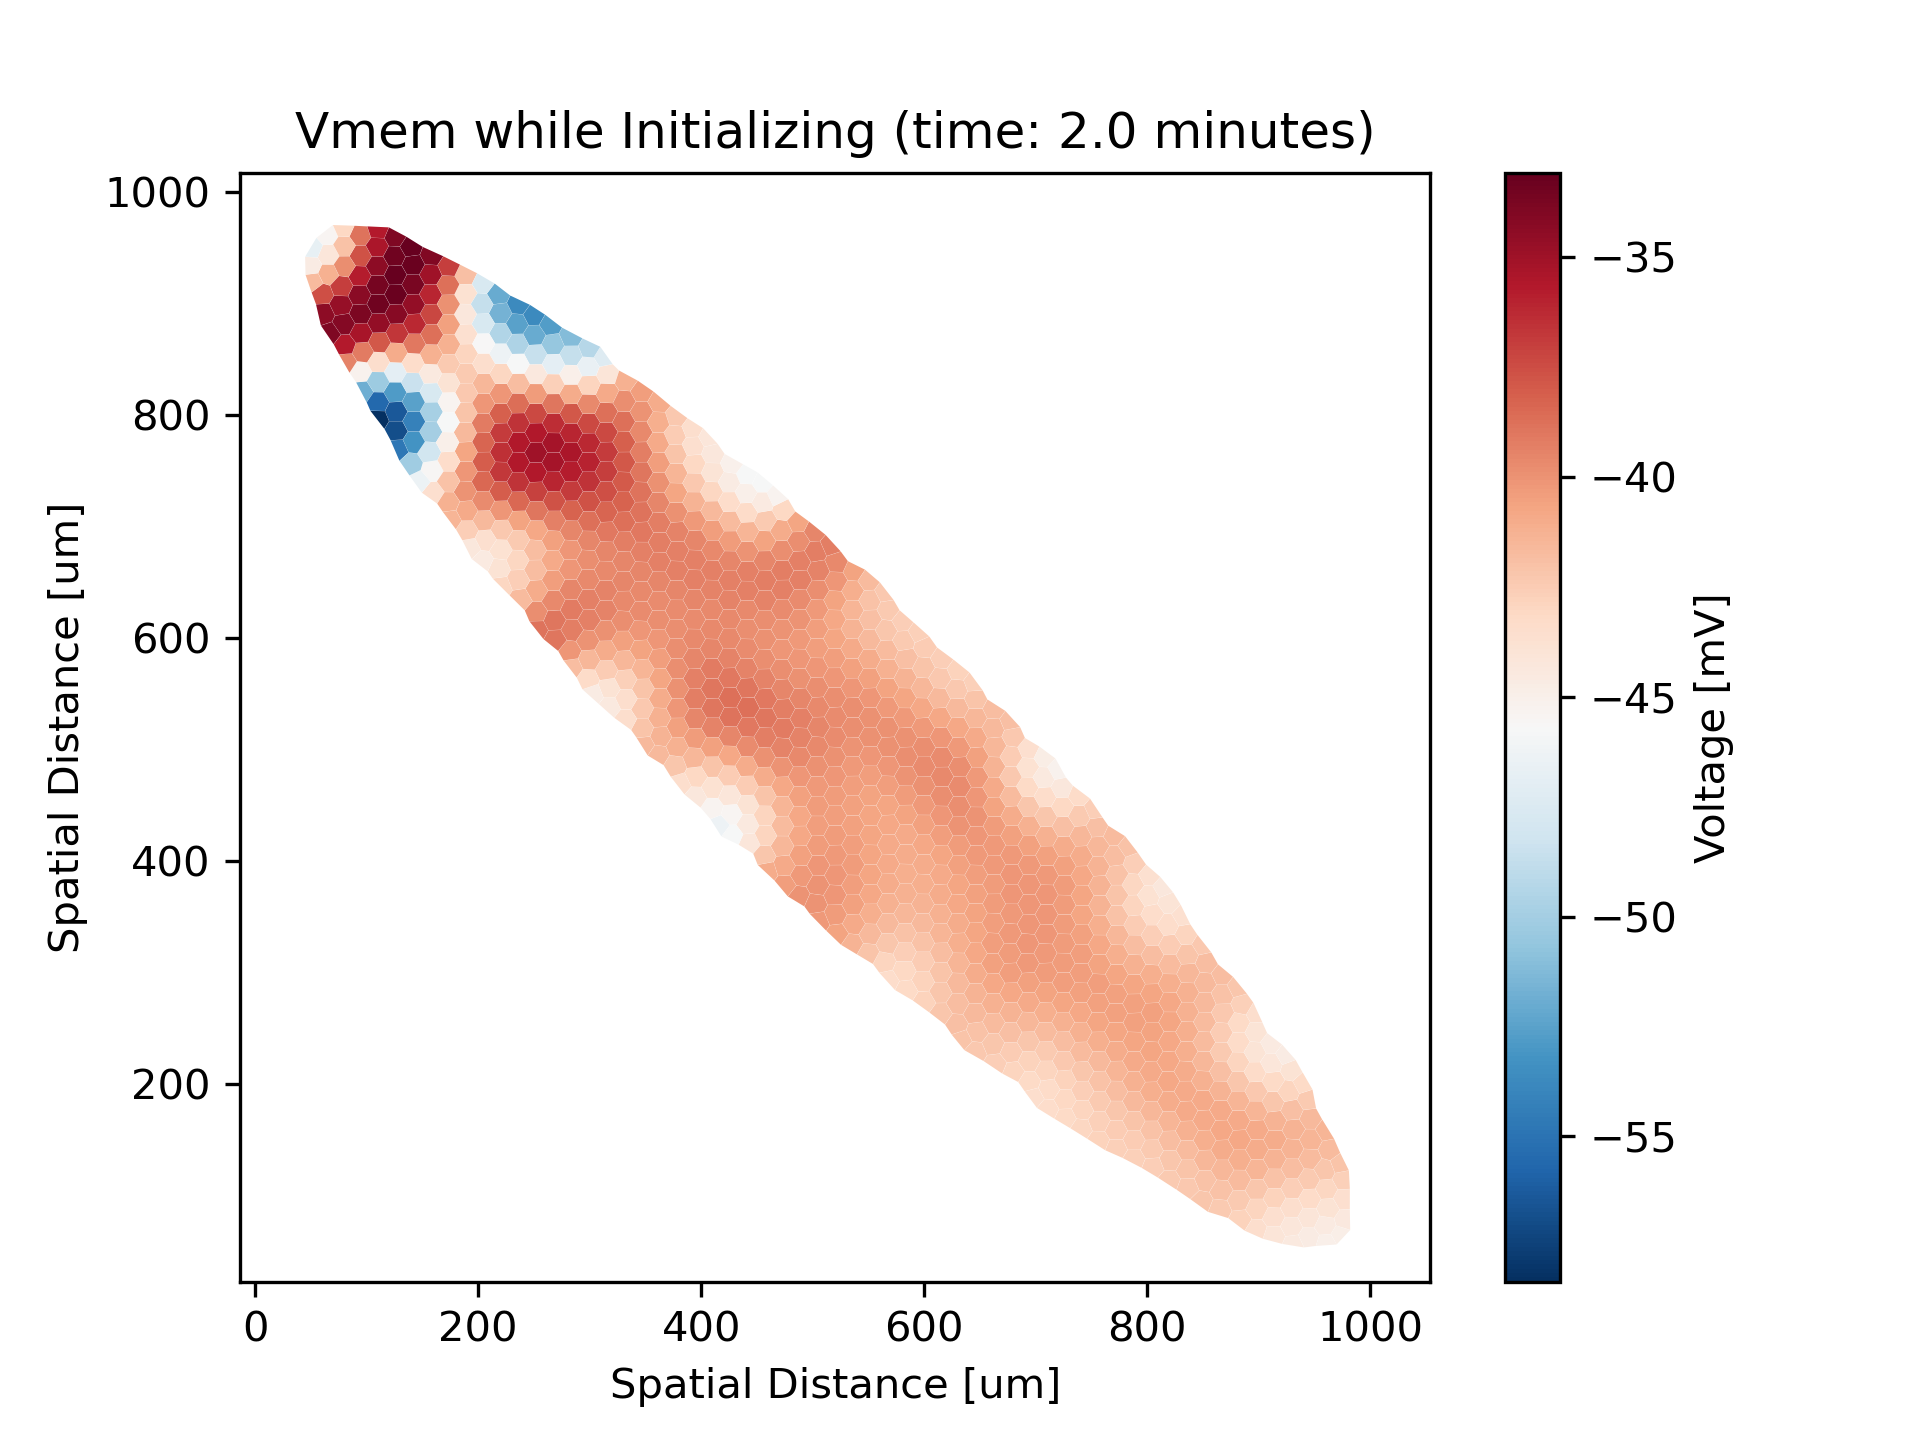 Vmem while Initializing (time: 2.0 minutes)
1000
800
600
400
200
Spatial Distance [um]
0 200 400 600 800 1000
Spatial Distance [um]
−35
−40
−45
−50
−55
Voltage [mV]